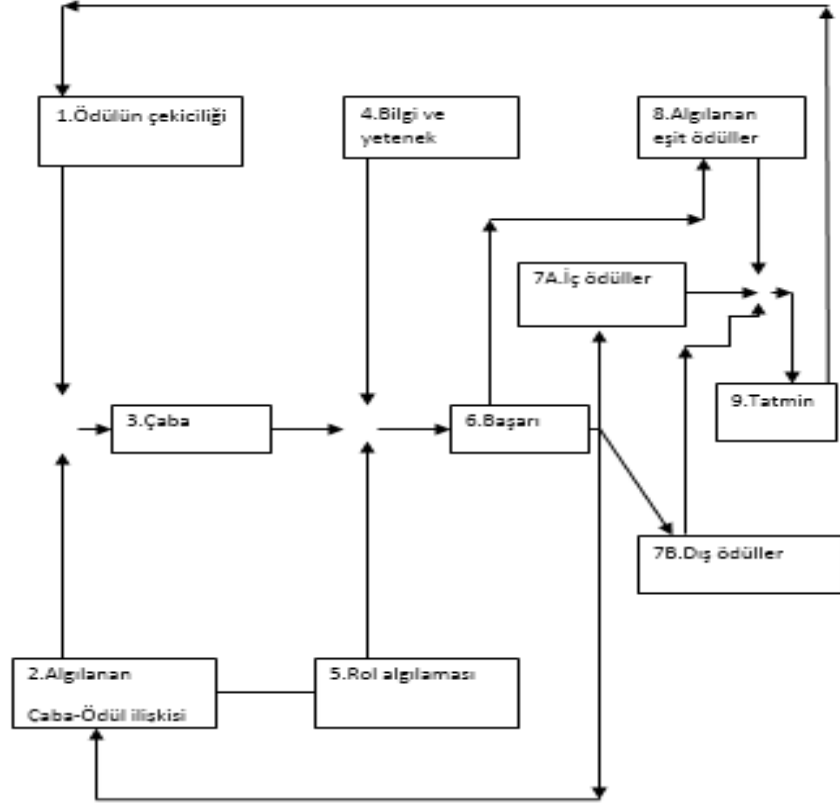 1.Ödülün çekiciliği
4.Bilgi ve
yetenek
8.Algılanan
eşit ödüller
7A.İç ödüller
9.Tatmin
3.Çaba
6.Başarı
7B.Dış ödüller
2.Algılanan
Çaba-Ödül ilişkisi
5.Rol algılaması